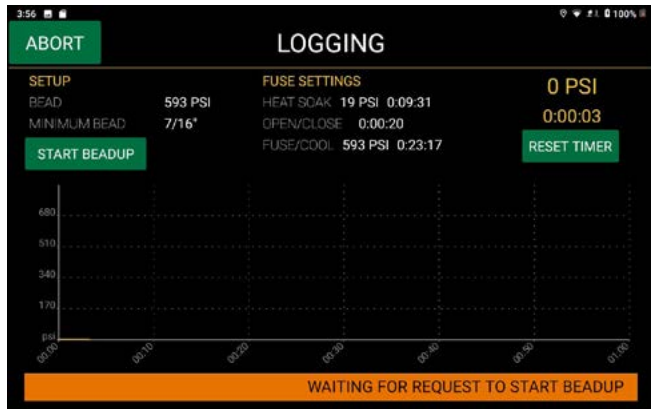 3:56 100%
ABORT LOGGING
SETUP
BEAD 593 PSI
MINIMUM BEAD 7/16"
START BEADUP
FUSE SETTINGS
HEAT SOAK 19 PSI 0:09:31
OPEN/CLOSE 0:00:20
FUSE/COOL 593 PSI 0:23:17
0 PSI
0:00:03
RESET TIMER
680
510
340
170
psi
00:00 00:10 00:20 00:30 00:40 00:50 01:00
WAITING FOR REQUEST TO START BEADUP